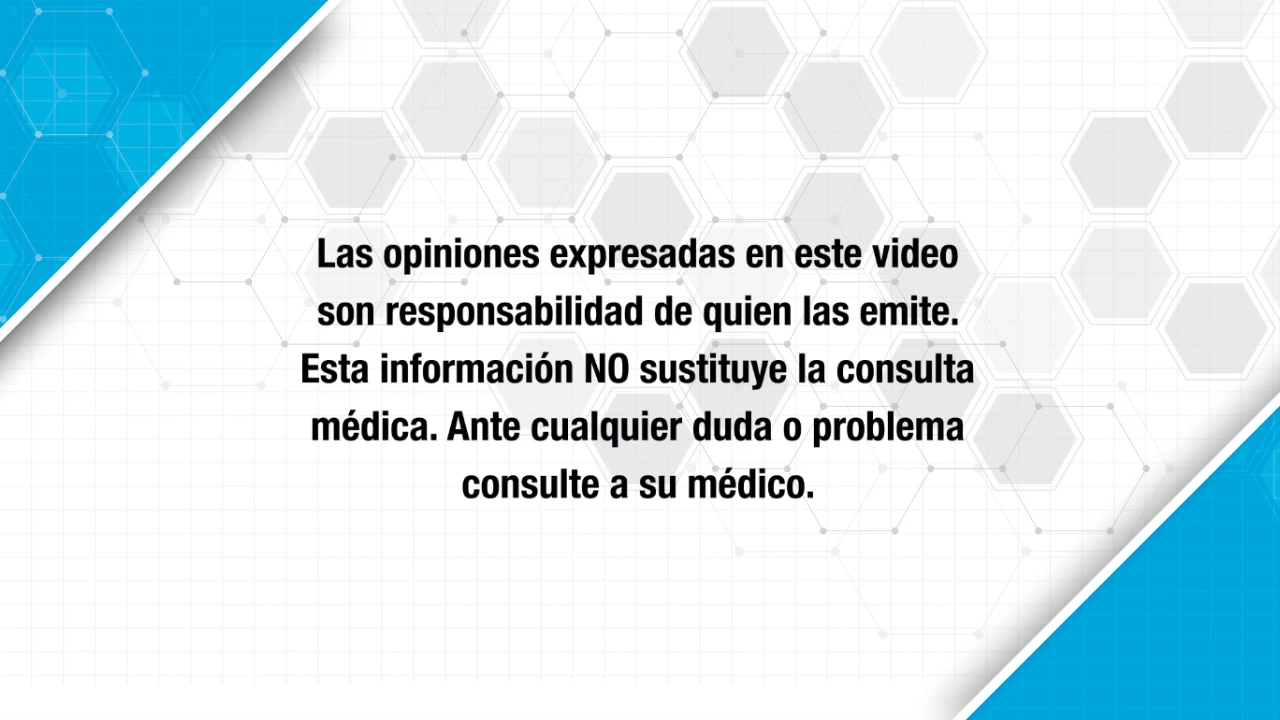 Las opiniones expresadas en este video
son responsabilidad de quien las emite.
Esta información NO sustituye la consulta
médica. Ante cualquier duda o problema
consulte a su médico.